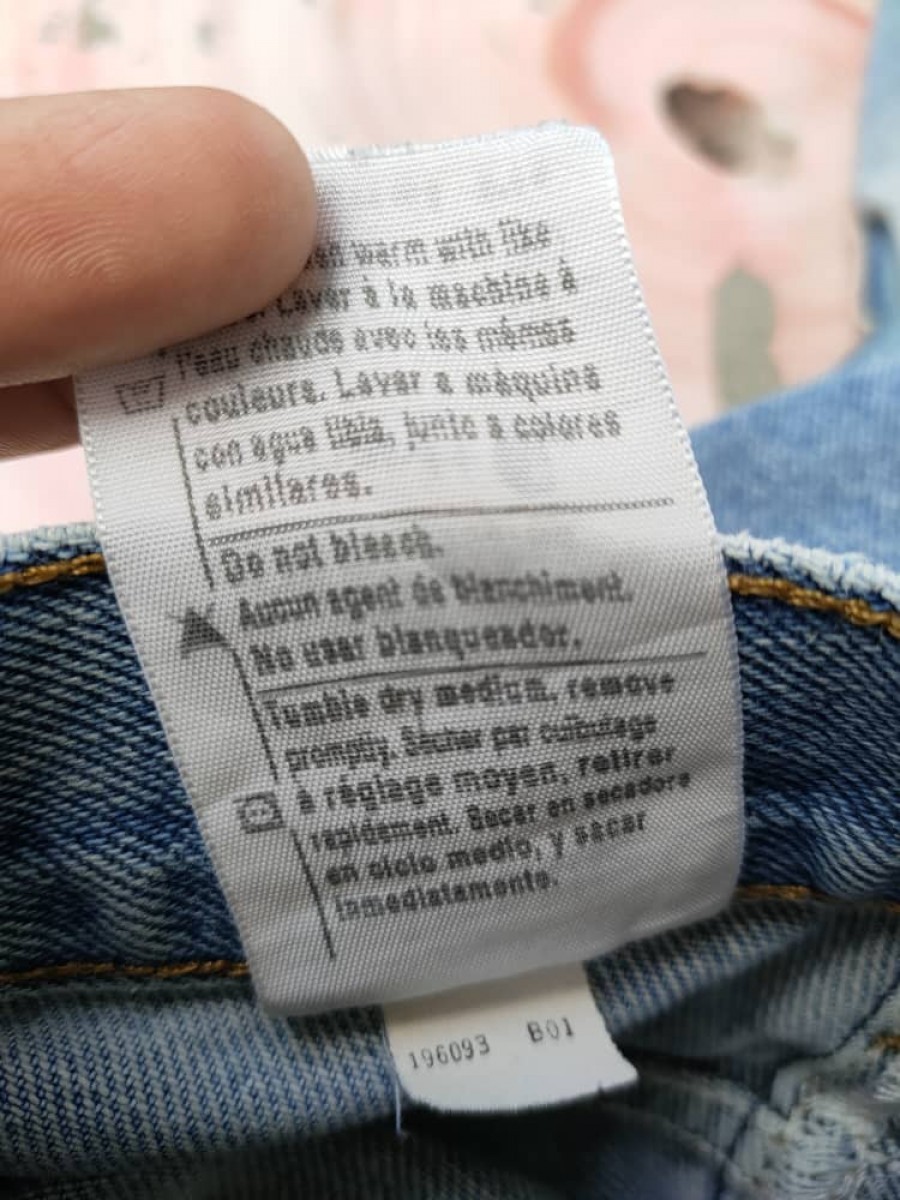 warm with like
Laver à la machine à
l'eau chaude avec les mêmes
couleurs. Lavar a máquina
con agua tibia, junto a colores
similares.
Do not bleach.
Aucun agent de blanchiment.
No usar blanqueador.
Tumble dry medium, remove
promptly. Sécher par culbutage
à réglage moyen, retirer
rapidement. Secar en secadora
en ciclo medio, y sacar
inmediatamente.
196093 B01